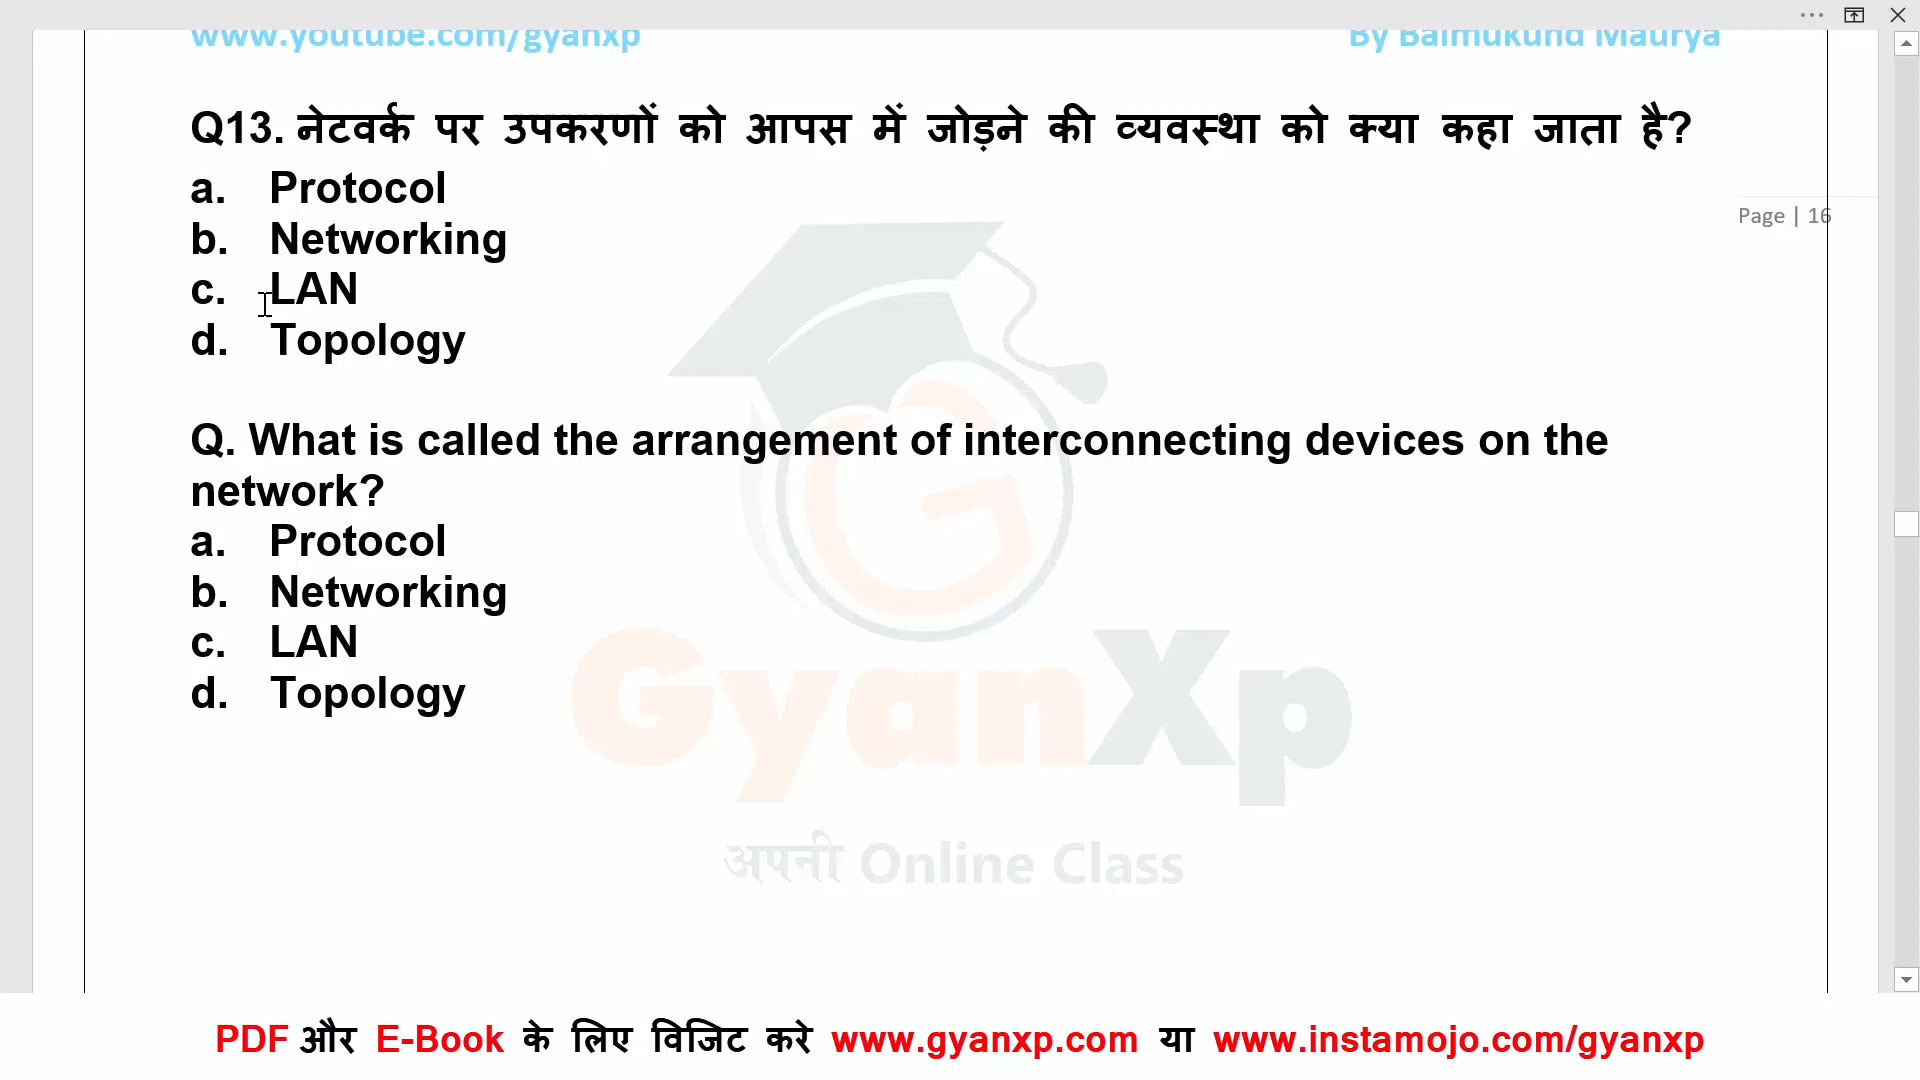 www.youtube.com/gyanxp By Balmukund Maurya
Q13. नेटवर्क पर उपकरणों को आपस में जोड़ने की व्यवस्था को क्या कहा जाता है?
a. Protocol
Page | 16
b. Networking
c. LAN
d. Topology
Q. What is called the arrangement of interconnecting devices on the
network?
a. Protocol
b. Networking
c. LAN
d. Topology
GyanXp
अपनी Online Class
PDF और E-Book के लिए विजिट करे www.gyanxp.com या www.instamojo.com/gyanxp